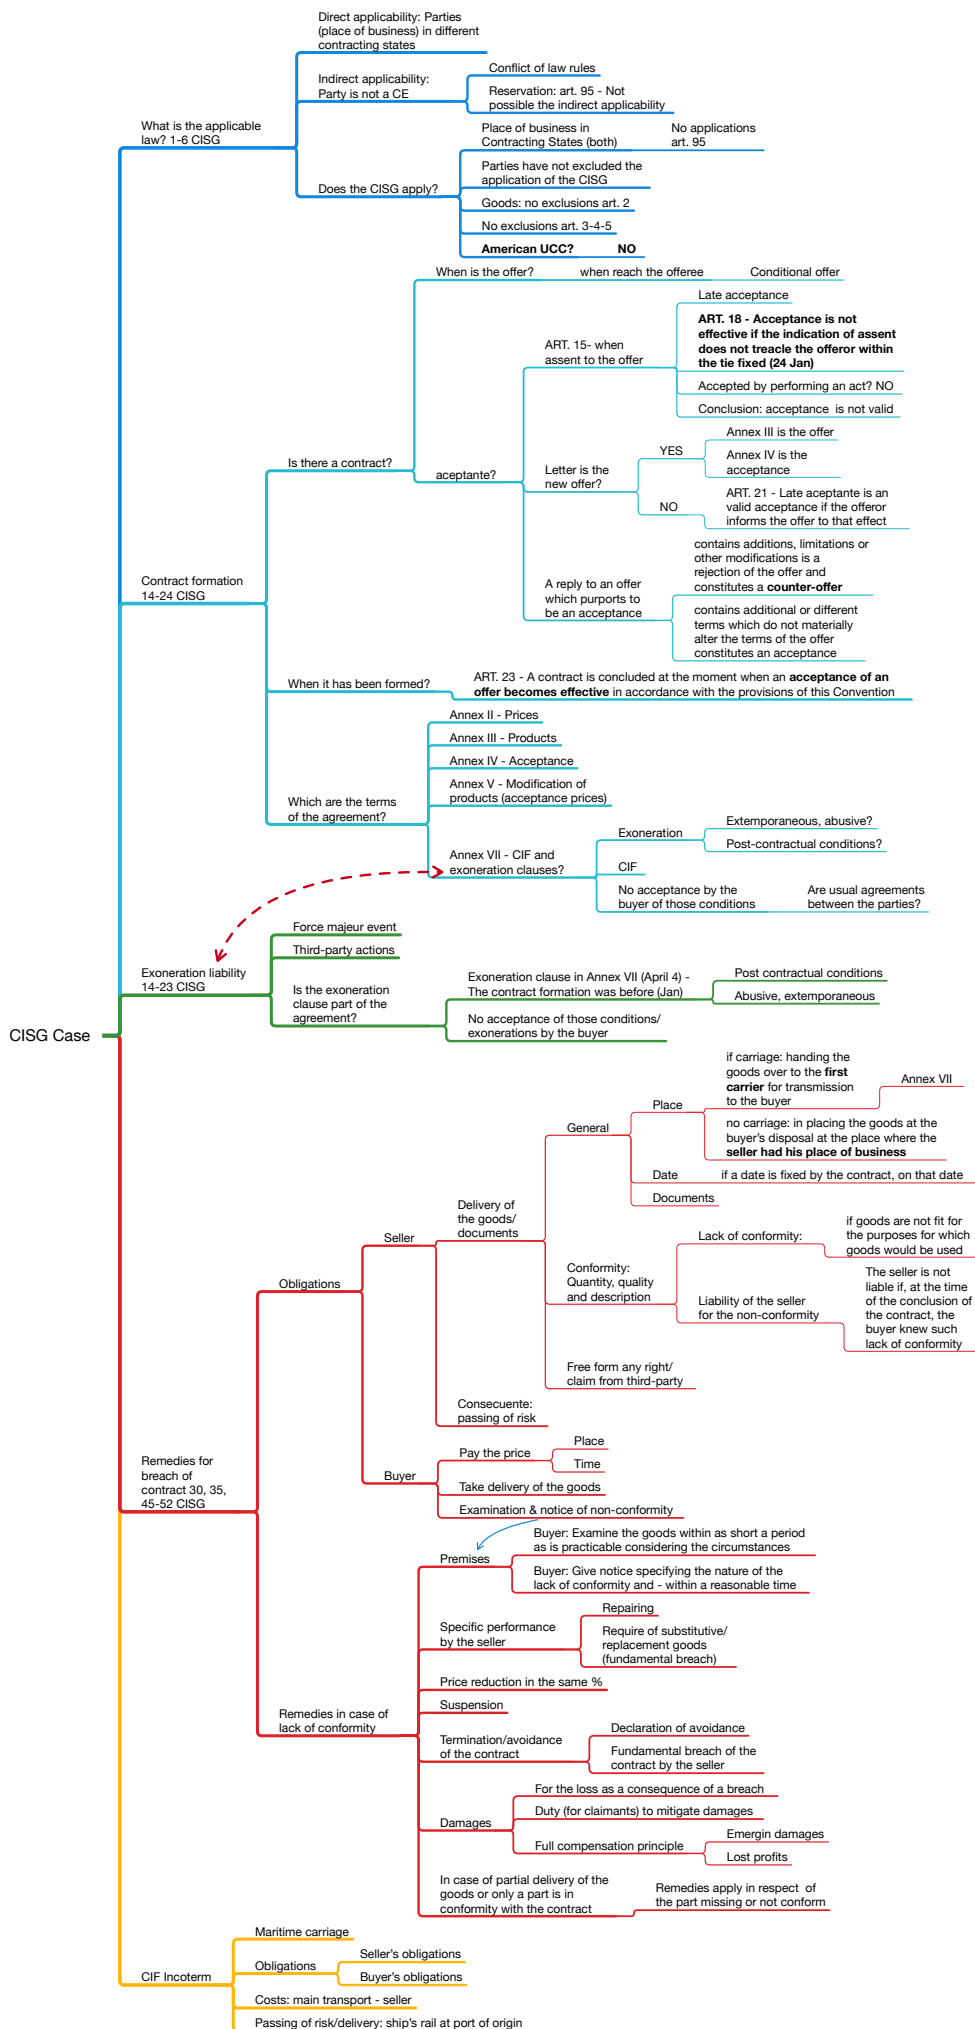 Direct applicability: Parties
(place of business) in different
contracting states
Indirect applicability:
Party is not a CE
Conflict of law rules
Reservation: art. 95 - Not
possible the indirect applicability
What is the applicable
law? 1-6 CISG
Does the CISG apply?
Place of business in
Contracting States (both)
No applications
art. 95
Parties have not excluded the
application of the CISG
Goods: no exclusions art. 2
No exclusions art. 3-4-5
American UCC?
NO
Contract formation
14-24 CISG
Is there a contract?
When is the offer?
when reach the offeree
Conditional offer
aceptante?
ART. 15- when
assent to the offer
Late acceptance
ART. 18 - Acceptance is not
effective if the indication of assent
does not treacle the offeror within
the tie fixed (24 Jan)
Accepted by performing an act? NO
Conclusion: acceptance  is not valid
Letter is the
new offer?
YES
Annex III is the offer
Annex IV is the
acceptance
NO
ART. 21 - Late aceptante is an
valid acceptance if the offeror
informs the offer to that effect
A reply to an offer
which purports to
be an acceptance
contains additions, limitations or
other modifications is a
rejection of the offer and
constitutes a counter-offer
contains additional or different
terms which do not materially
alter the terms of the offer
constitutes an acceptance
When it has been formed?
ART. 23 - A contract is concluded at the moment when an acceptance of an
offer becomes effective in accordance with the provisions of this Convention
Which are the terms
of the agreement?
Annex II - Prices
Annex III - Products
Annex IV - Acceptance
Annex V - Modification of
products (acceptance prices)
Annex VII - CIF and
exoneration clauses?
Exoneration
Extemporaneous, abusive?
Post-contractual conditions?
CIF
No acceptance by the
buyer of those conditions
Are usual agreements
between the parties?
CISG Case
Exoneration liability
14-23 CISG
Force majeur event
Third-party actions
Is the exoneration
clause part of the
agreement?
Exoneration clause in Annex VII (April 4) -
The contract formation was before (Jan)
Post contractual conditions
Abusive, extemporaneous
No acceptance of those conditions/
exonerations by the buyer
Remedies for
breach of
contract 30, 35,
45-52 CISG
Obligations
Seller
Delivery of
the goods/
documents
General
Place
if carriage: handing the
goods over to the first
carrier for transmission
to the buyer
Annex VII
no carriage: in placing the goods at the
buyer's disposal at the place where the
seller had his place of business
Date
if a date is fixed by the contract, on that date
Documents
Conformity:
Quantity, quality
and description
Lack of conformity:
if goods are not fit for
the purposes for which
goods would be used
Liability of the seller
for the non-conformity
The seller is not
liable if, at the time
of the conclusion of
the contract, the
buyer knew such
lack of conformity
Free form any right/
claim from third-party
Consecuente:
passing of risk
Buyer
Pay the price
Place
Time
Take delivery of the goods
Examination & notice of non-conformity
Remedies in case of
lack of conformity
Premises
Buyer: Examine the goods within as short a period
as is practicable considering the circumstances
Buyer: Give notice specifying the nature of the
lack of conformity and - within a reasonable time
Specific performance
by the seller
Repairing
Require of substitutive/
replacement goods
(fundamental breach)
Price reduction in the same %
Suspension
Termination/avoidance
of the contract
Declaration of avoidance
Fundamental breach of the
contract by the seller
Damages
For the loss as a consequence of a breach
Duty (for claimants) to mitigate damages
Full compensation principle
Emergin damages
Lost profits
In case of partial delivery of the
goods or only a part is in
conformity with the contract
Remedies apply in respect  of
the part missing or not conform
CIF Incoterm
Maritime carriage
Obligations
Seller's obligations
Buyer's obligations
Costs: main transport - seller
Passing of risk/delivery: ship's rail at port of origin